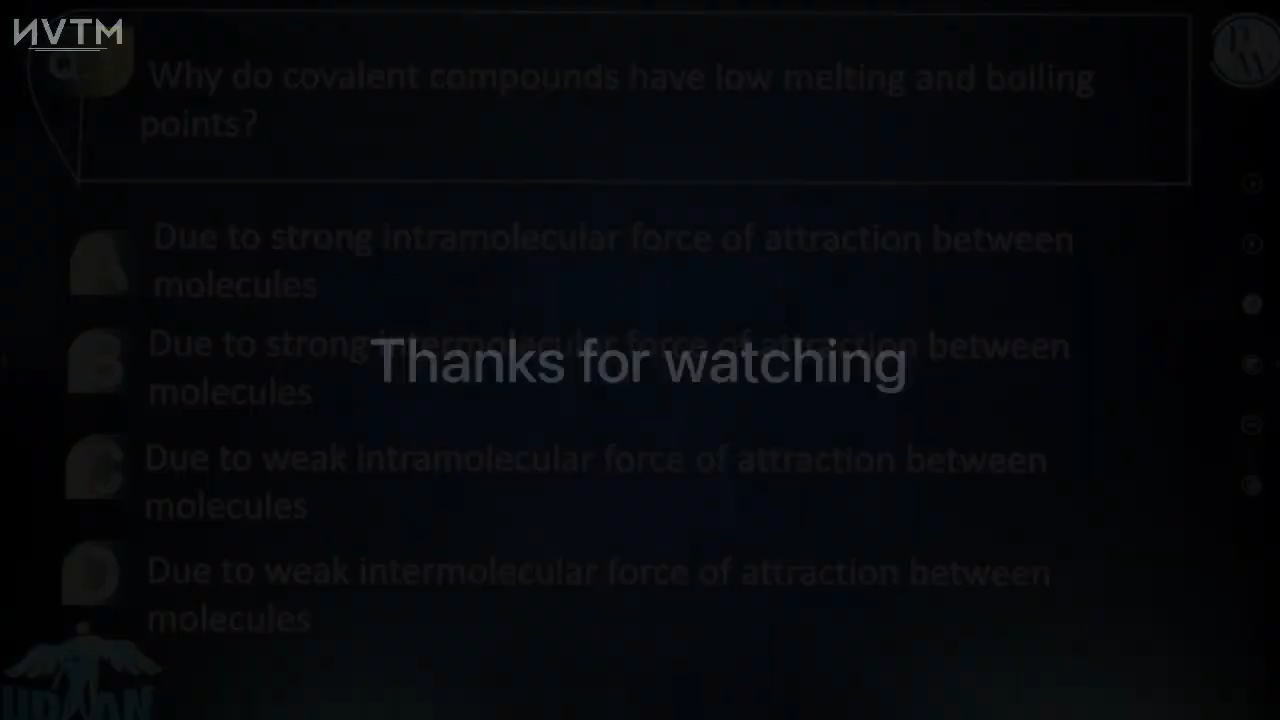 NVTM
Q
Why do covalent compounds have low melting and boiling
points?
A
Due to strong intramolecular force of attraction between
molecules
B
Due to strong intermolecular force of attraction between
molecules
Thanks for watching
C
Due to weak intramolecular force of attraction between
molecules
D
Due to weak intermolecular force of attraction between
molecules
PW
UDAAN